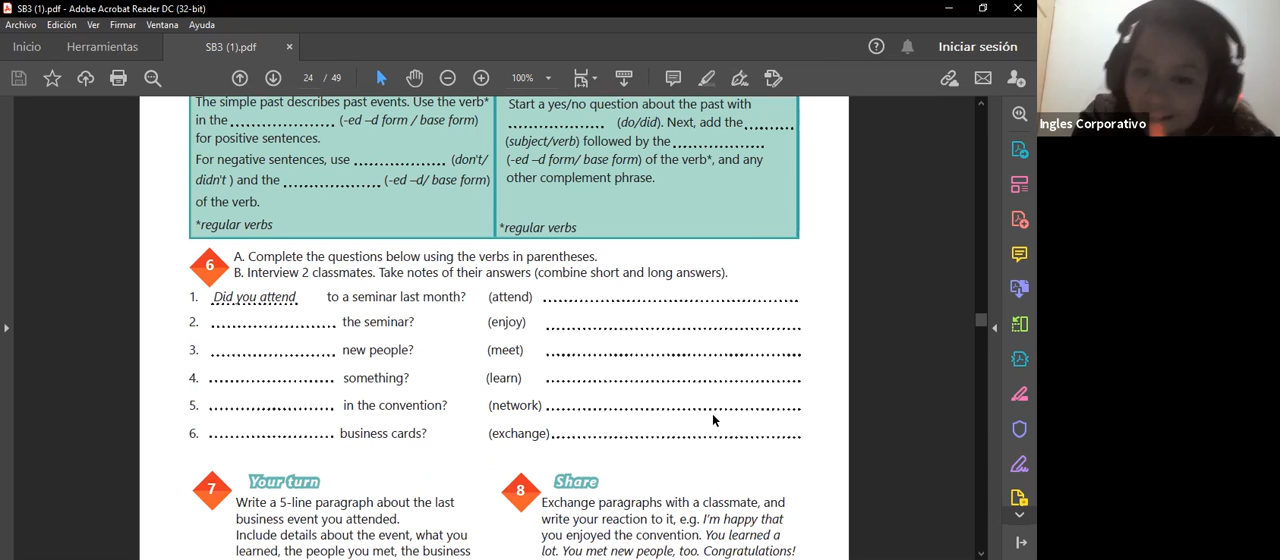 SB3 (1).pdf - Adobe Acrobat Reader DC (32-bit)
Archivo Edición Ver Firmar Ventana Ayuda
Inicio Herramientas SB3 (1).pdf × Iniciar sesión
24 / 49 100%
Ingles Corporativo
The simple past describes past events. Use the verb*
in the .................... (-ed –d form / base form)
for positive sentences.
For negative sentences, use .................. (don't/
didn't ) and the ................... (-ed –d/ base form)
of the verb.
*regular verbs
Start a yes/no question about the past with
.................... (do/did). Next, add the..........
(subject/verb) followed by the ...................
(-ed –d form/ base form) of the verb*, and any
other complement phrase.
*regular verbs
6
A. Complete the questions below using the verbs in parentheses.
B. Interview 2 classmates. Take notes of their answers (combine short and long answers).
1. Did you attend to a seminar last month? (attend) ..................................................
2. ......................... the seminar? (enjoy) ..................................................
3. ......................... new people? (meet) ..................................................
4. ......................... something? (learn) ..................................................
5. ......................... in the convention? (network) ..................................................
6. ......................... business cards? (exchange)..................................................
7 Your turn
Write a 5-line paragraph about the last
business event you attended.
Include details about the event, what you
learned, the people you met, the business
8 Share
Exchange paragraphs with a classmate, and
write your reaction to it, e.g. I'm happy that
you enjoyed the convention. You learned a
lot. You met new people, too. Congratulations!